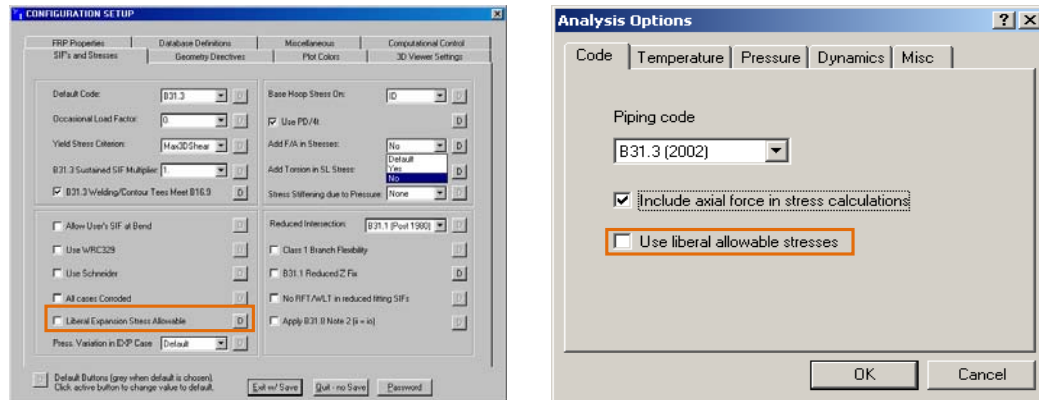 CONFIGURATION SETUP
FRP Properties
Database Definitions
Miscellaneous
Computational Control
SIF's and Stresses
Geometry Directives
Plot Colors
3D Viewer Settings
Default Code:
B31.3
D
Base Hoop Stress On:
ID
D
Occasional Load Factor:
0.
D
Use PD/4t
D
Yield Stress Criterion:
Max3DShear
D
Add F/A in Stresses:
No
D
Default
Yes
No
B31.3 Sustained SIF Multiplier:
1.
D
Add Torsion in SL Stress:
D
B31.3 Welding/Contour Tees Meet B16.9
D
Stress Stiffening due to Pressure:
None
D
Allow User's SIF at Bend
D
Reduced Intersection:
B31.1 (Post 1980)
D
Use WRC329
D
Class 1 Branch Flexibility
D
Use Schneider
D
B31.1 Reduced Z Fix
D
All cases Corroded
D
No RFT/WLT in reduced fitting SIFs
D
Liberal Expansion Stress Allowable
D
Apply B31.8 Note 2 (ii = io)
D
Press. Variation in EXP Case
Default
D
D
Default Buttons (grey when default is chosen).
Click active button to change value to default.
Exit w/ Save
Quit - no Save
Password
Analysis Options
Code
Temperature
Pressure
Dynamics
Misc
Piping code
B31.3 (2002)
Include axial force in stress calculations
Use liberal allowable stresses
OK
Cancel